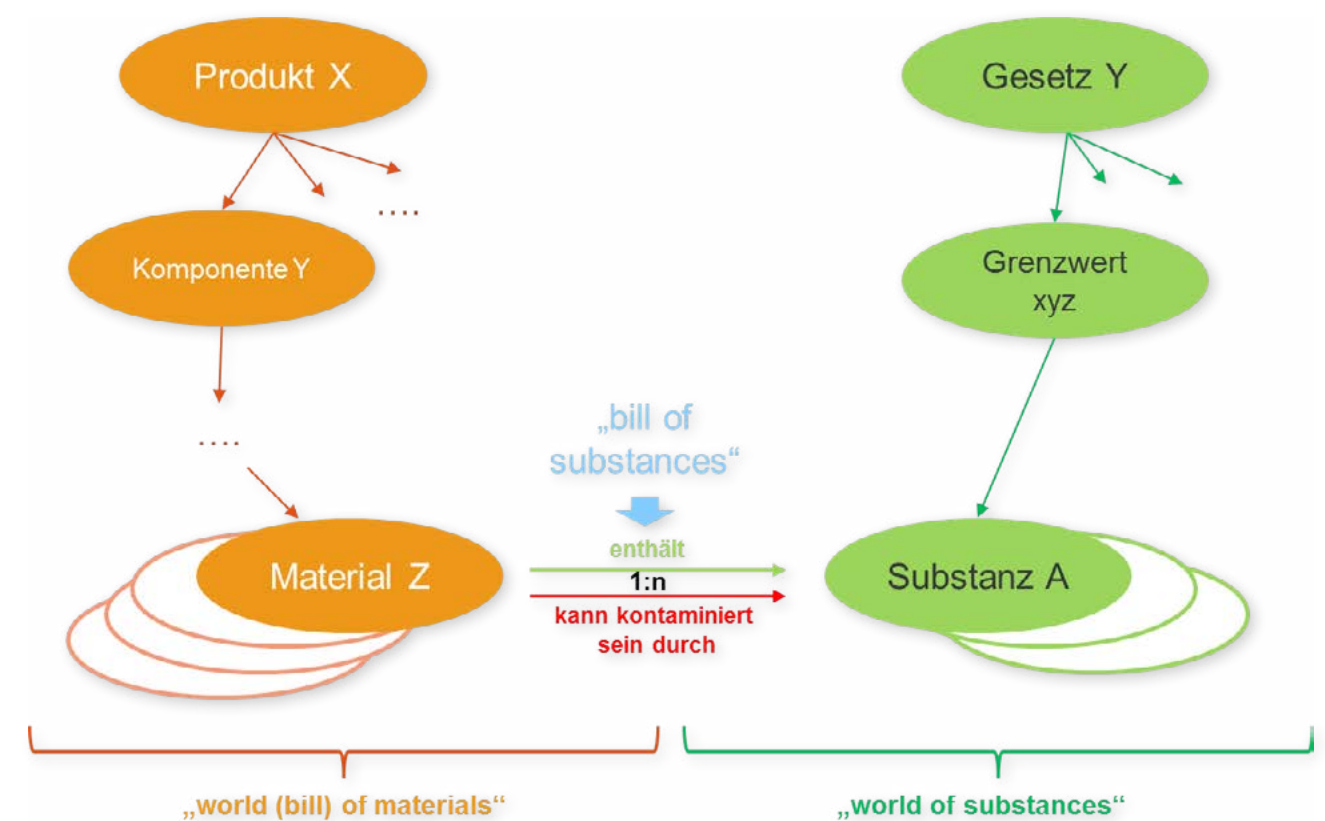 Produkt X
Gesetz Y
....
Komponente Y
Grenzwert
xyz
....
„bill of
substances“
enthält
Material Z
1:n
Substanz A
kann kontaminiert
sein durch
„world (bill) of materials“
„world of substances“